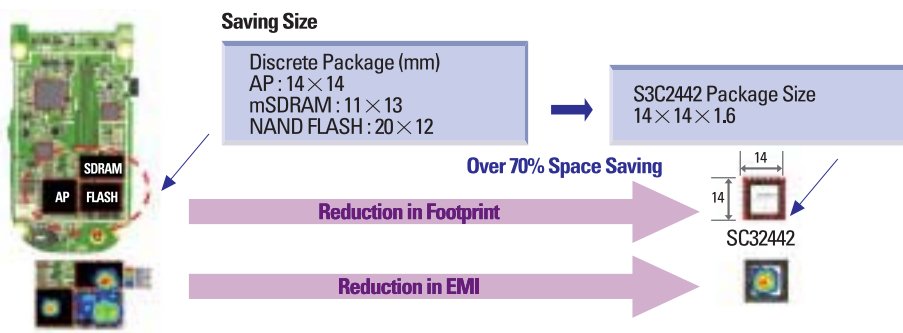 Saving Size
Discrete Package (mm)
AP : 14×14
mSDRAM : 11×13
NAND FLASH : 20×12
S3C2442 Package Size
14×14×1.6
Over 70% Space Saving
SDRAM
AP FLASH
Reduction in Footprint
14
14
SC32442
Reduction in EMI